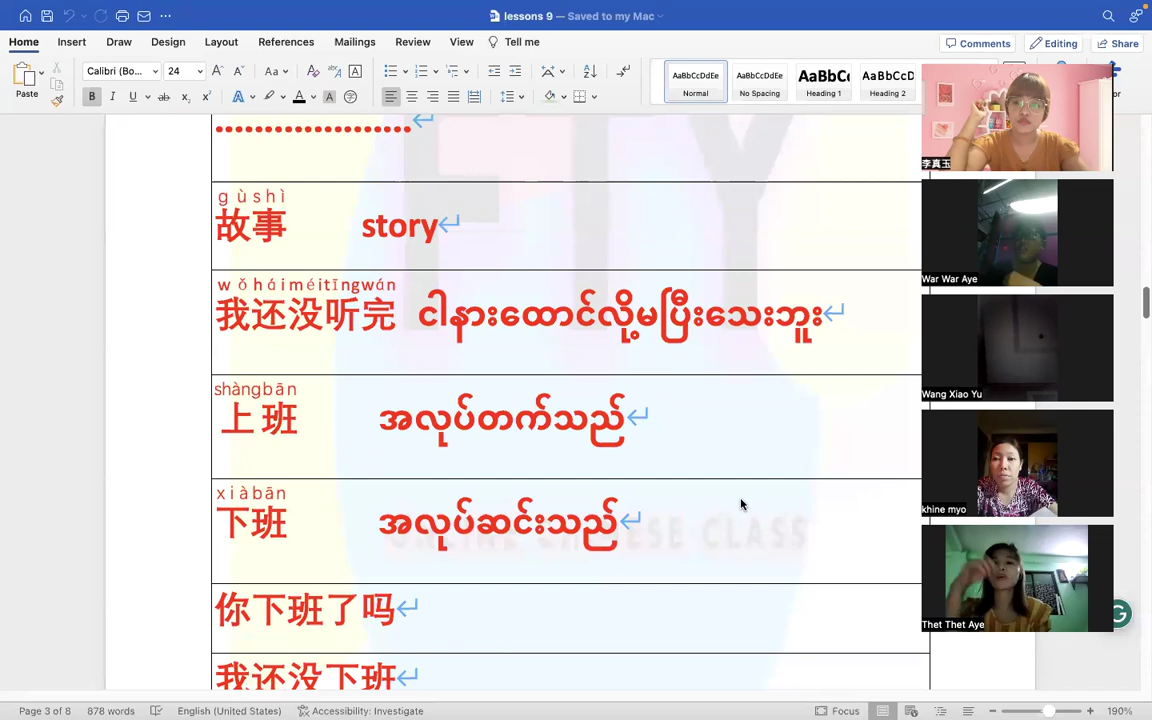 lessons 9 — Saved to my Mac
Home Insert Draw Design Layout References Mailings Review View Tell me
Comments Editing Share
Paste
Calibri (Bo... 24
AaBbCcDdEe Normal
AaBbCcDdEe No Spacing
AaBbC Heading 1
AaBbCcD Heading 2
gùshì
故事 story
wǒháiméitīngwán
我还没听完 ငါနားထောင်လို့မပြီးသေးဘူး
shàngbān
上班 အလုပ်တက်သည်
xiàbān
下班 အလုပ်ဆင်းသည်
你下班了吗
我还没下班
ETY
ONLINE CHINESE CLASS
李真玉
War War Aye
Wang Xiao Yu
khine myo
Thet Thet Aye
Page 3 of 8 878 words English (United States) Accessibility: Investigate Focus 190%